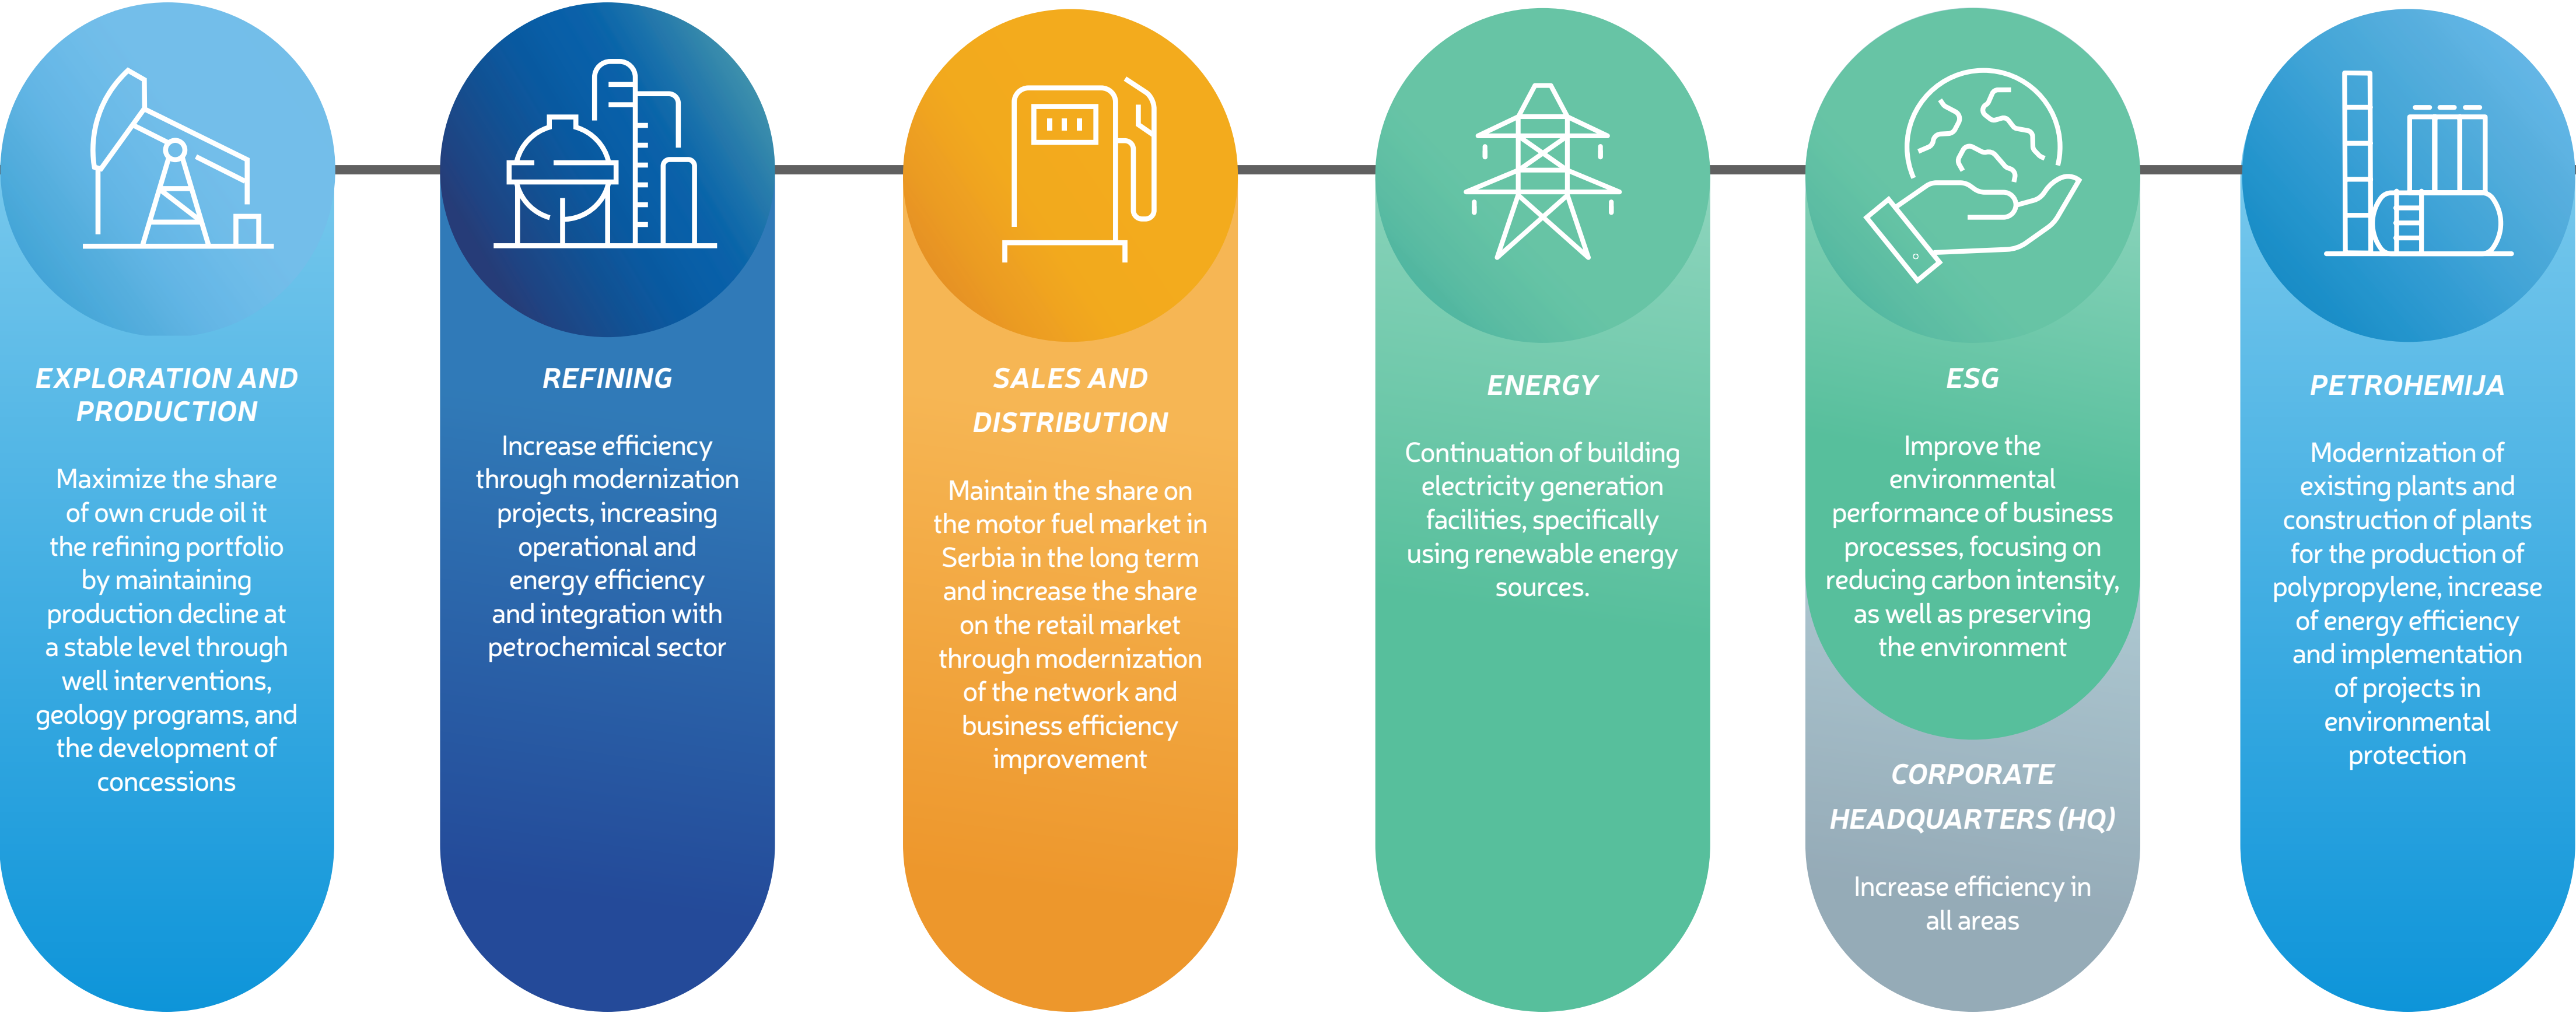 EXPLORATION AND
PRODUCTION
Maximize the share
of own crude oil it
the refining portfolio
by maintaining
production decline at
a stable level through
well interventions,
geology programs, and
the development of
concessions
REFINING
Increase efficiency
through modernization
projects, increasing
operational and
energy efficiency
and integration with
petrochemical sector
SALES AND
DISTRIBUTION
Maintain the share on
the motor fuel market in
Serbia in the long term
and increase the share
on the retail market
through modernization
of the network and
business efficiency
improvement
ENERGY
Continuation of building
electricity generation
facilities, specifically
using renewable energy
sources.
ESG
Improve the
environmental
performance of business
processes, focusing on
reducing carbon intensity,
as well as preserving
the environment
CORPORATE
HEADQUARTERS (HQ)
Increase efficiency in
all areas
PETROHEMIJA
Modernization of
existing plants and
construction of plants
for the production of
polypropylene, increase
of energy efficiency
and implementation
of projects in
environmental
protection